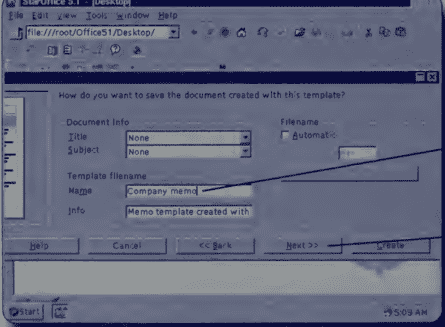 StarOffice 5.1 - [Desktop]
File Edit View Tools Window Help
file:///root/Office51/Desktop/
How do you want to save the document created with this template?
Document info
Filename
Title None
Automatic
Subject None
Template filename
Name Company memo
Info Memo template created with
Help Cancel << Back Next >> Create
Start 5:09 AM